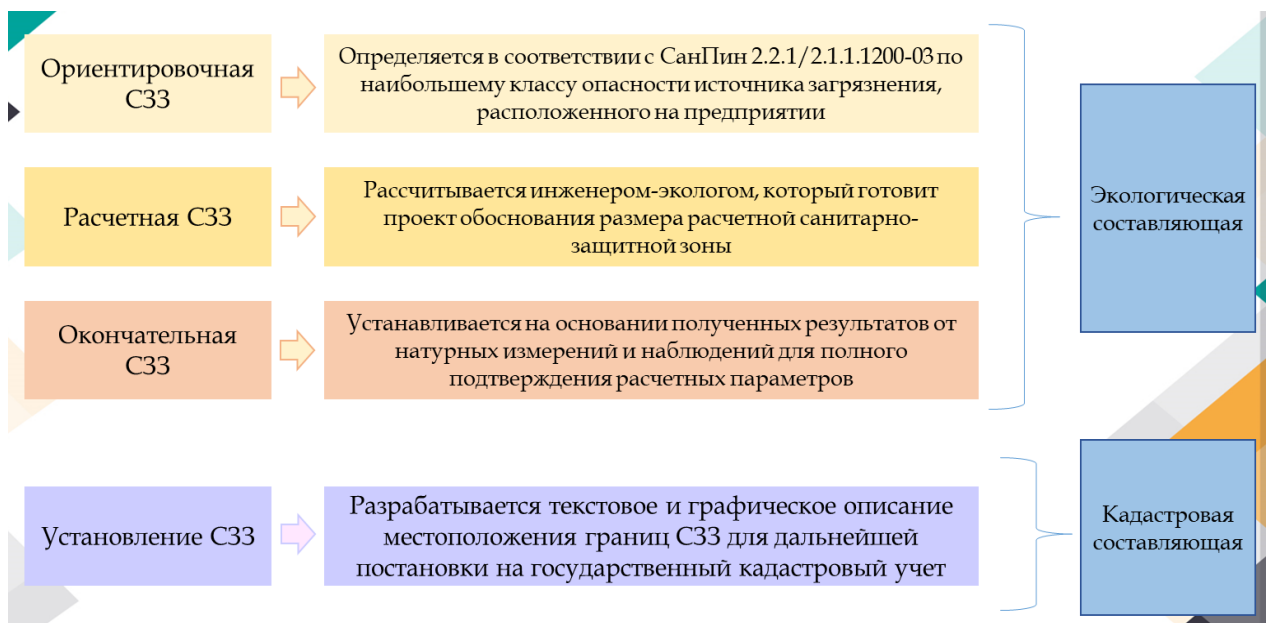 Ориентировочная
СЗЗ
Определяется в соответствии с СанПин 2.2.1/2.1.1.1200-03 по
наибольшему классу опасности источника загрязнения,
расположенного на предприятии
Расчетная СЗЗ
Рассчитывается инженером-экологом, который готовит
проект обоснования размера расчетной санитарно-
защитной зоны
Окончательная
СЗЗ
Устанавливается на основании полученных результатов от
натурных измерений и наблюдений для полного
подтверждения расчетных параметров
Экологическая
составляющая
Установление СЗЗ
Разрабатывается текстовое и графическое описание
местоположения границ СЗЗ для дальнейшей
постановки на государственный кадастровый учет
Кадастровая
составляющая